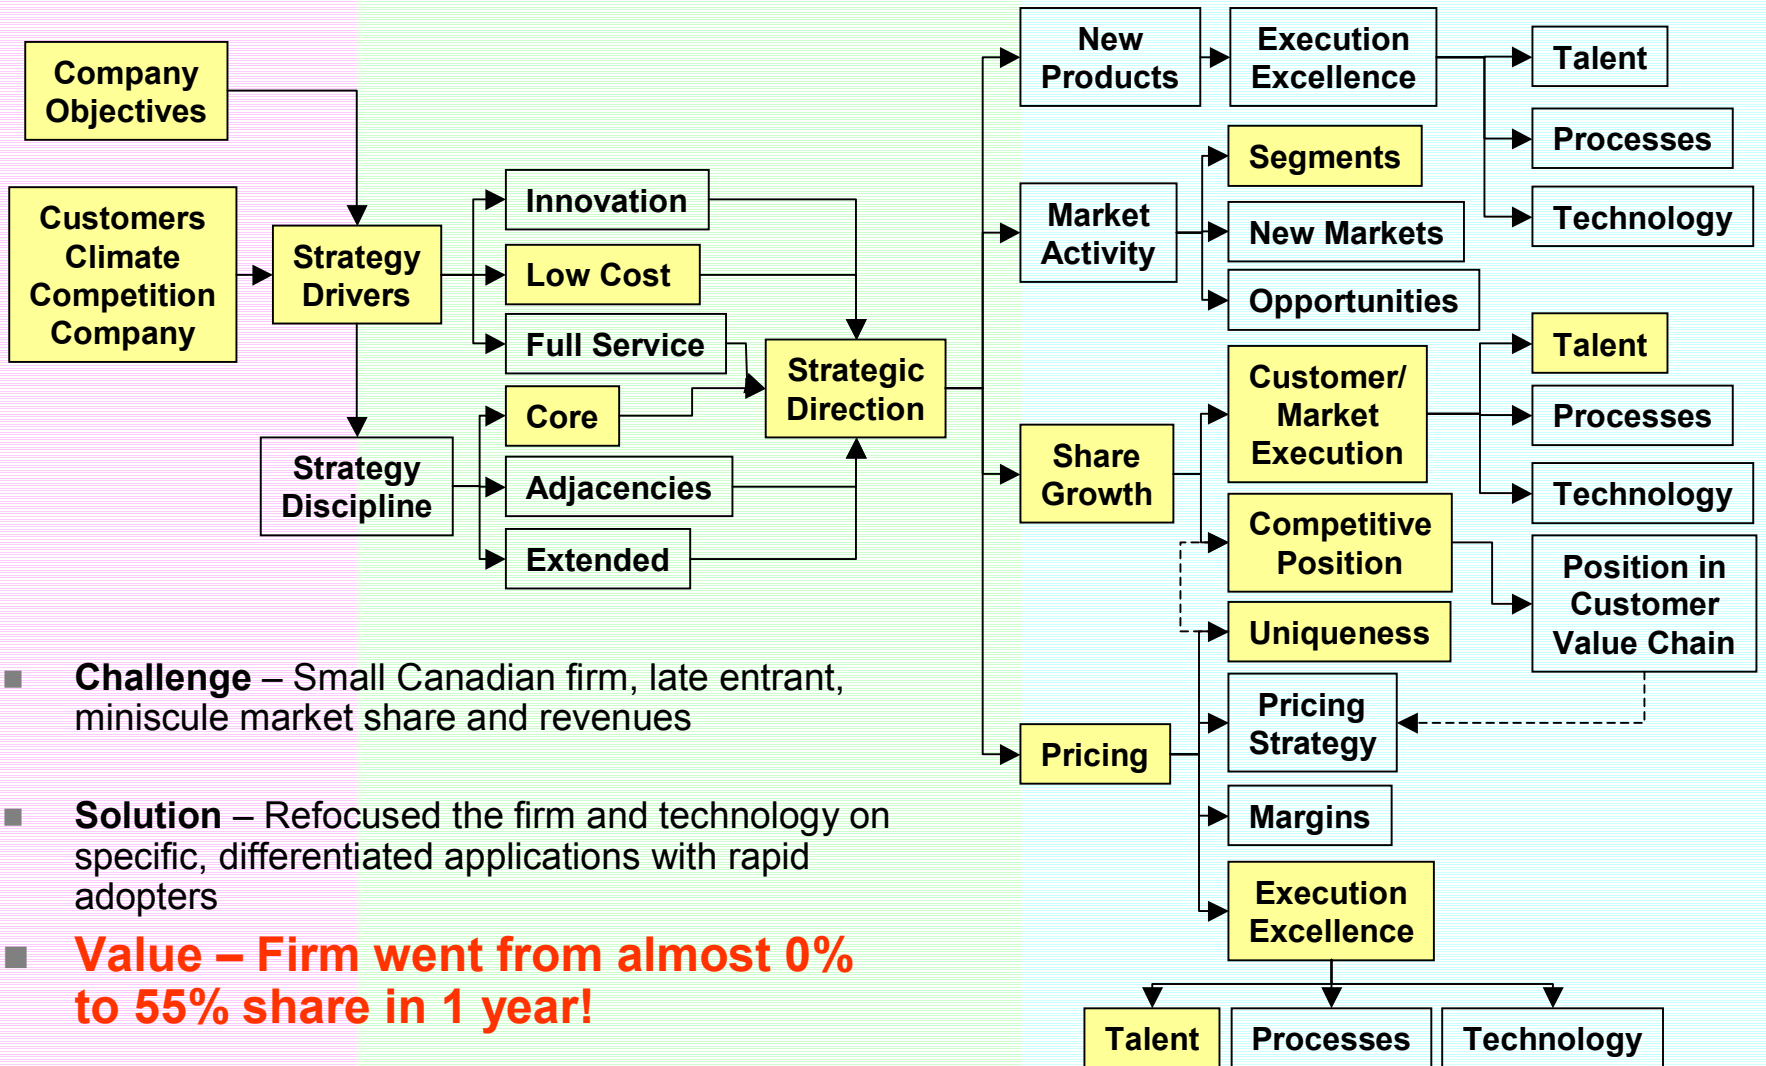 Company
Objectives
Customers
Climate
Competition
Company
Strategy
Drivers
Strategy
Discipline
Innovation
Low Cost
Full Service
Core
Adjacencies
Extended
Strategic
Direction
New
Products
Execution
Excellence
Talent
Processes
Technology
Market
Activity
Segments
New Markets
Opportunities
Share
Growth
Customer/
Market
Execution
Talent
Processes
Technology
Competitive
Position
Position in
Customer
Value Chain
Pricing
Uniqueness
Pricing
Strategy
Margins
Execution
Excellence
Talent
Processes
Technology
Challenge – Small Canadian firm, late entrant,
miniscule market share and revenues
Solution – Refocused the firm and technology on
specific, differentiated applications with rapid
adopters
Value – Firm went from almost 0%
to 55% share in 1 year!